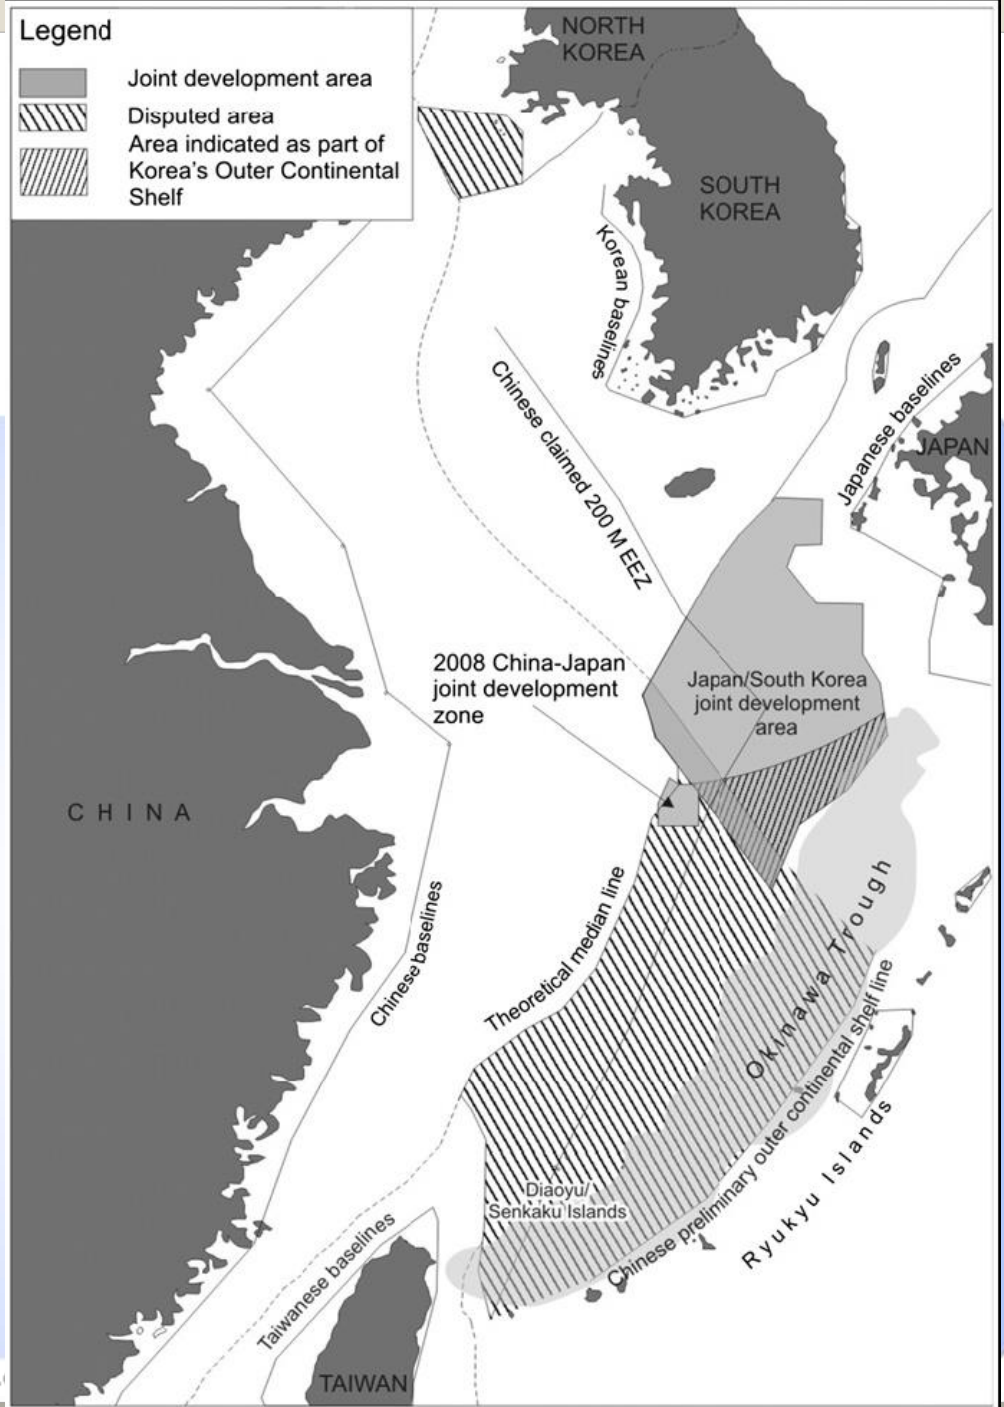 Legend
Joint development area
Disputed area
Area indicated as part of
Korea's Outer Continental
Shelf
NORTH
KOREA
SOUTH
KOREA
Korean baselines
Chinese claimed 200 M EEZ
Japanese baselines
JAPAN
2008 China-Japan
joint development
zone
Japan/South Korea
joint development
area
CHINA
Chinese baselines
Theoretical median line
Okinawa Trough
Chinese preliminary outer continental shelf line
Diaoyu/
Senkaku Islands
Ryukyu Islands
Taiwanese baselines
TAIWAN